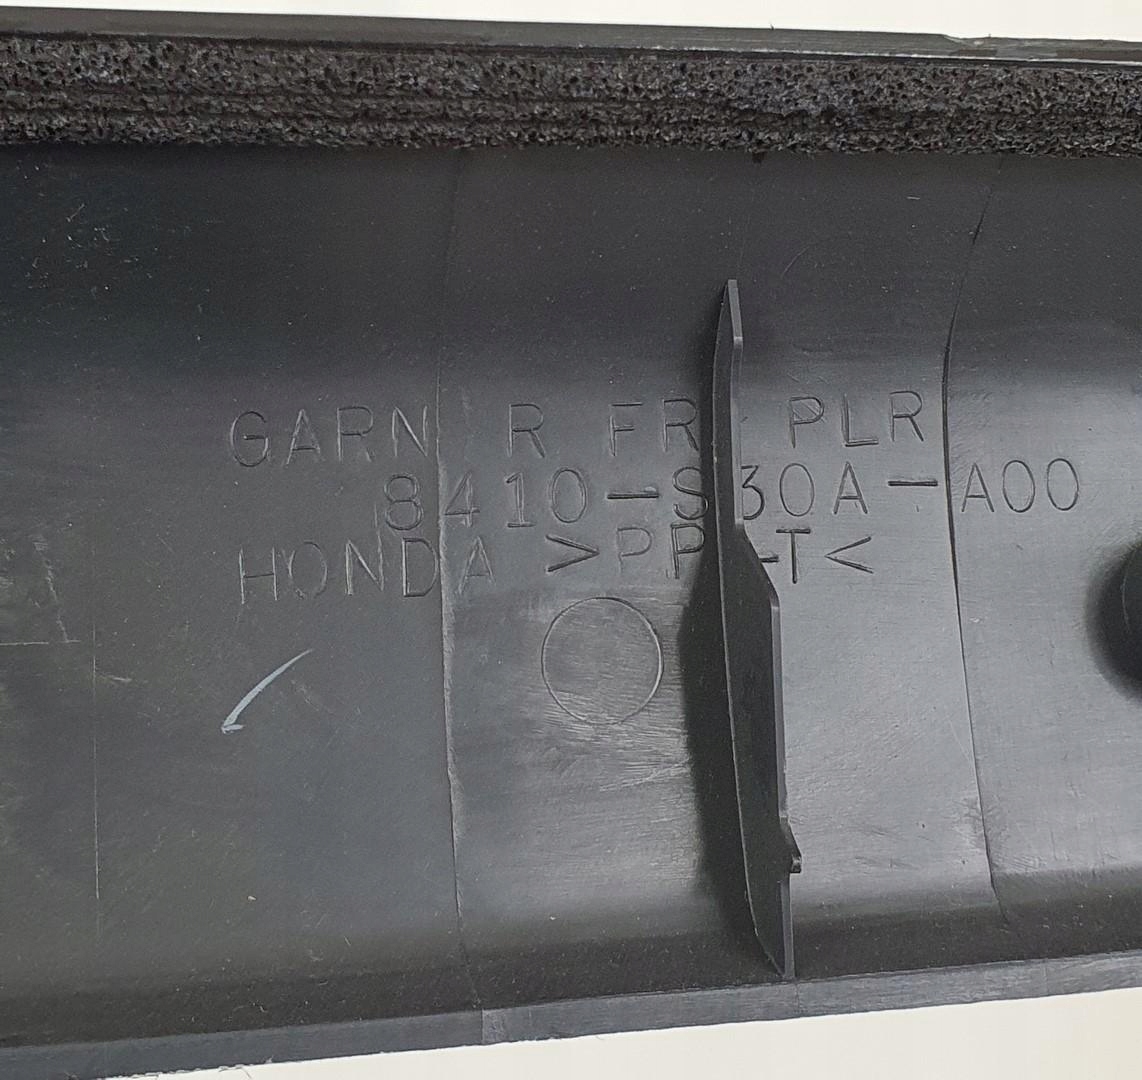 GARN R FR PLR
8410-S30A-A00
HONDA >PP-T<